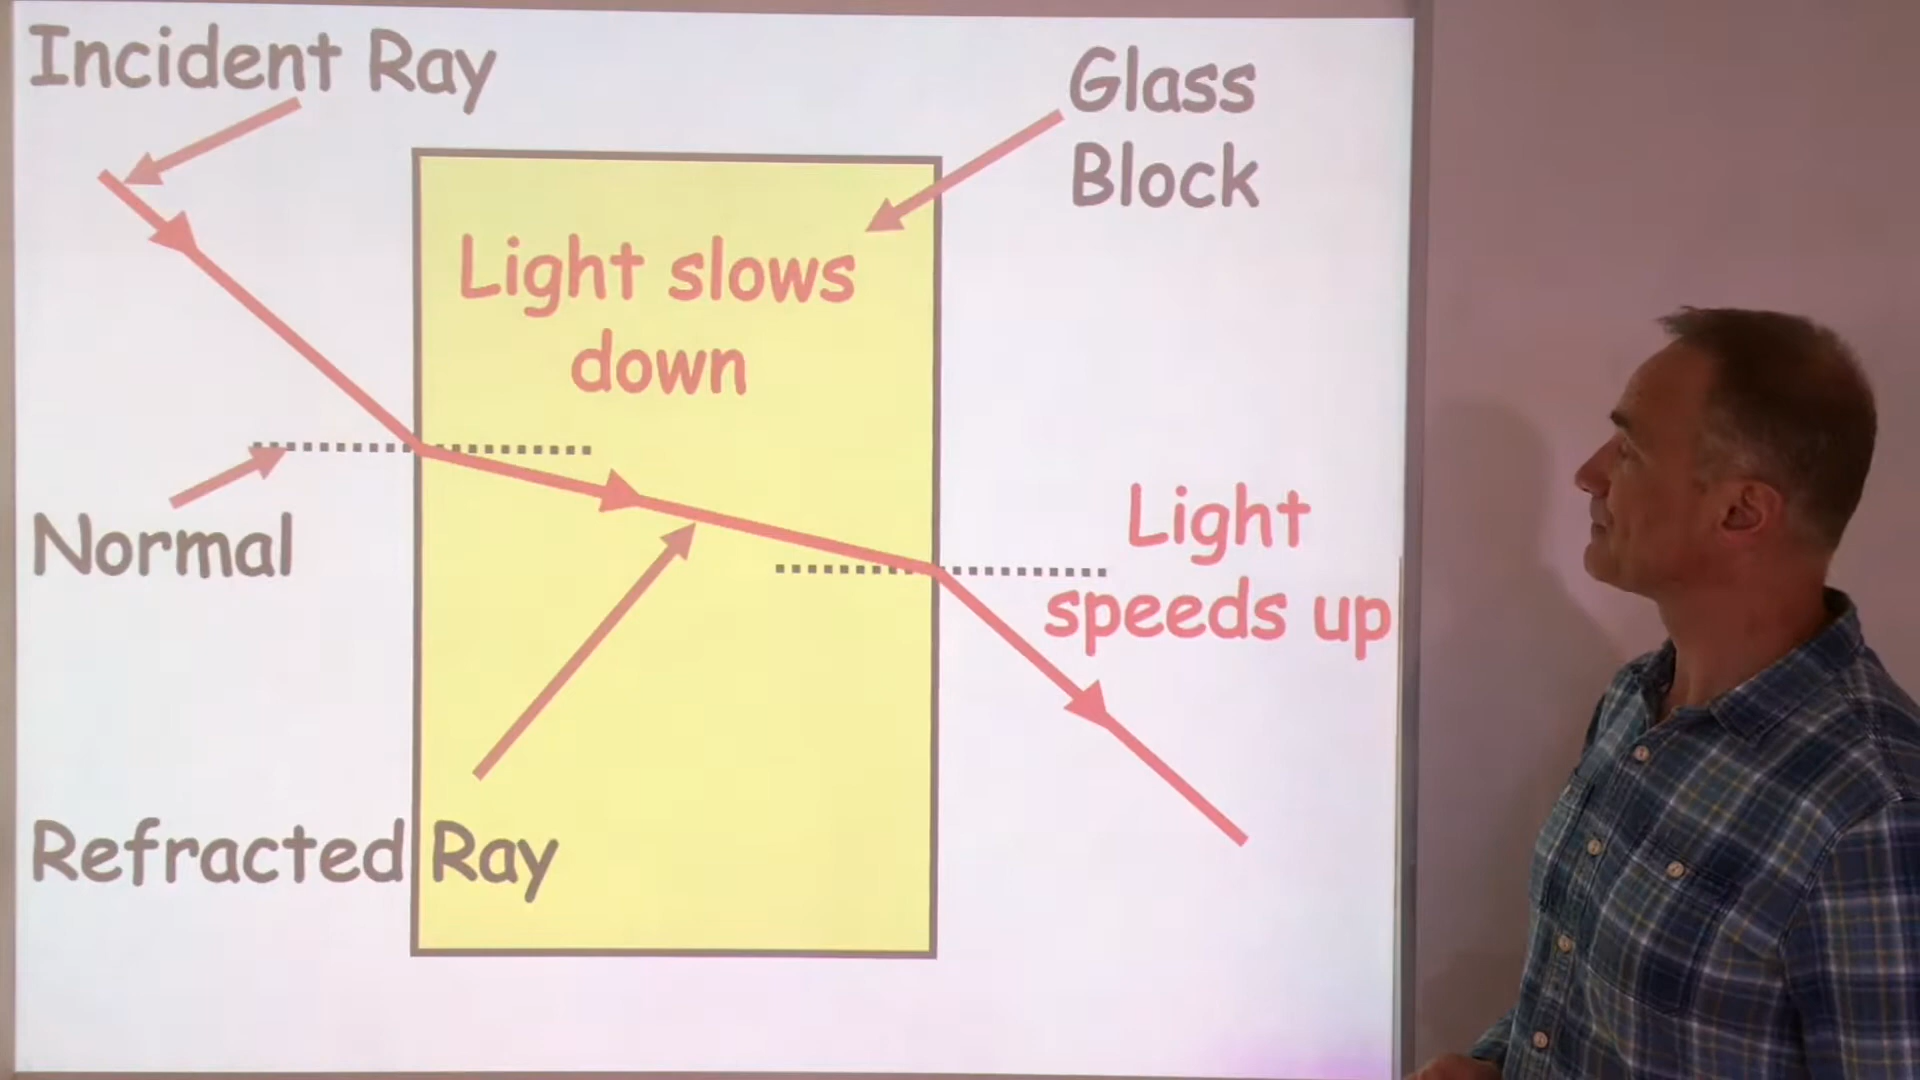 Incident Ray
Glass
Block
Light slows
down
Normal
Light
speeds up
Refracted Ray